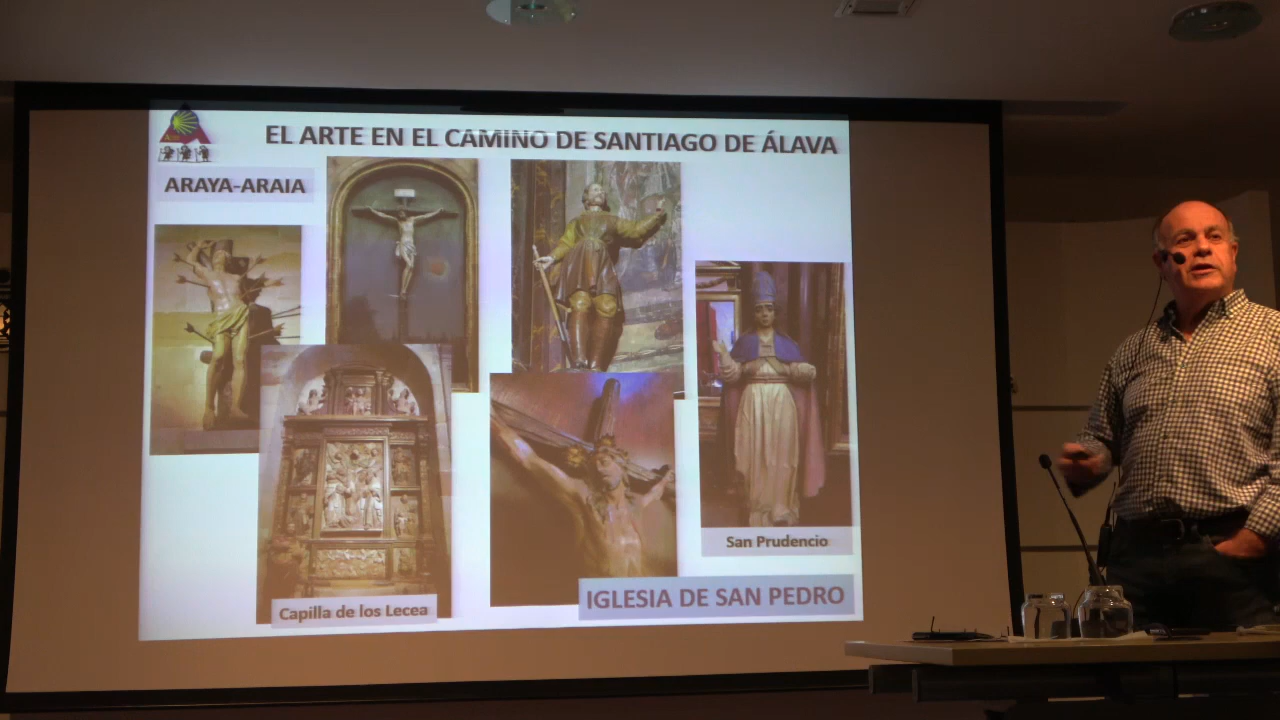 EL ARTE EN EL CAMINO DE SANTIAGO DE ÁLAVA
ARAYA-ARAIA
San Prudencio
Capilla de los Lecea
IGLESIA DE SAN PEDRO